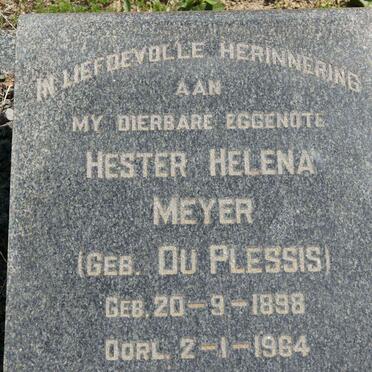 IN LIEFDEVOLLE HERINNERING
AAN
MY DIERBARE EGGENOTE
HESTER HELENA
MEYER
(GEB. DU PLESSIS)
GEB. 20-9-1898
OORL. 2-1-1964